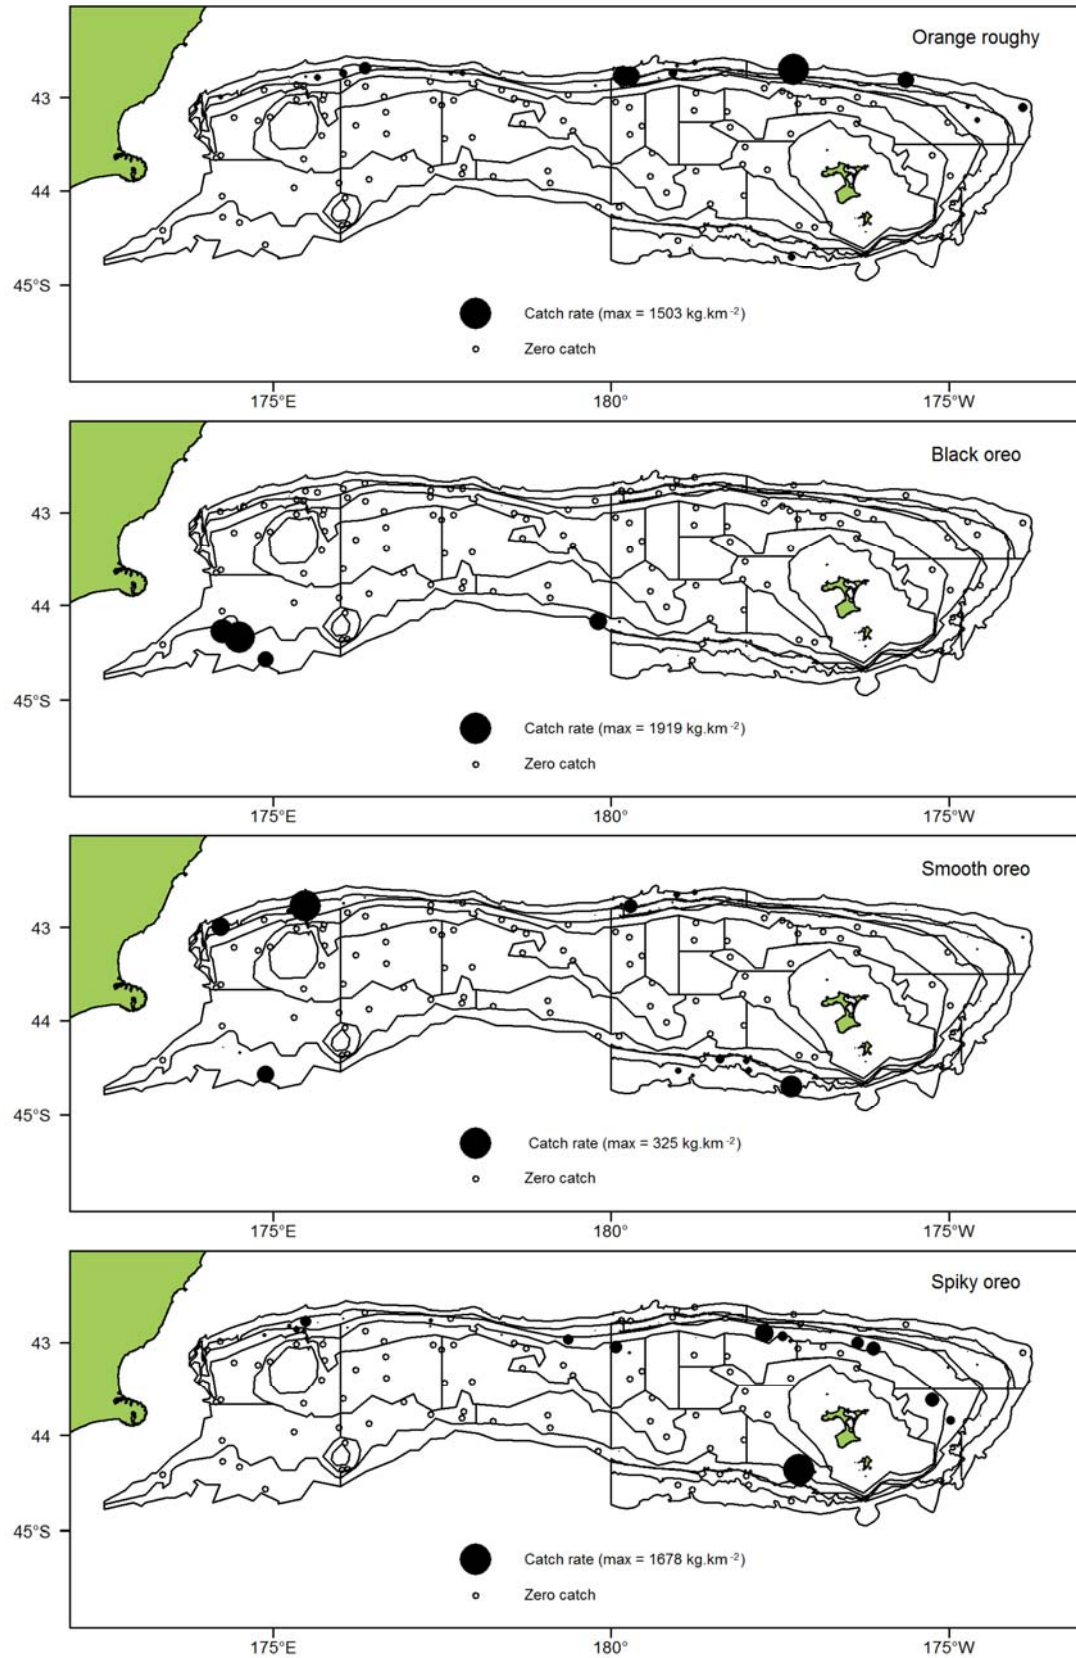 Orange roughy
43
44
45°S
Catch rate (max = 1503 kg.km⁻²)
Zero catch
175°E 180° 175°W
Black oreo
43
44
45°S
Catch rate (max = 1919 kg.km⁻²)
Zero catch
175°E 180° 175°W
Smooth oreo
43
44
45°S
Catch rate (max = 325 kg.km⁻²)
Zero catch
175°E 180° 175°W
Spiky oreo
43
44
45°S
Catch rate (max = 1678 kg.km⁻²)
Zero catch
175°E 180° 175°W